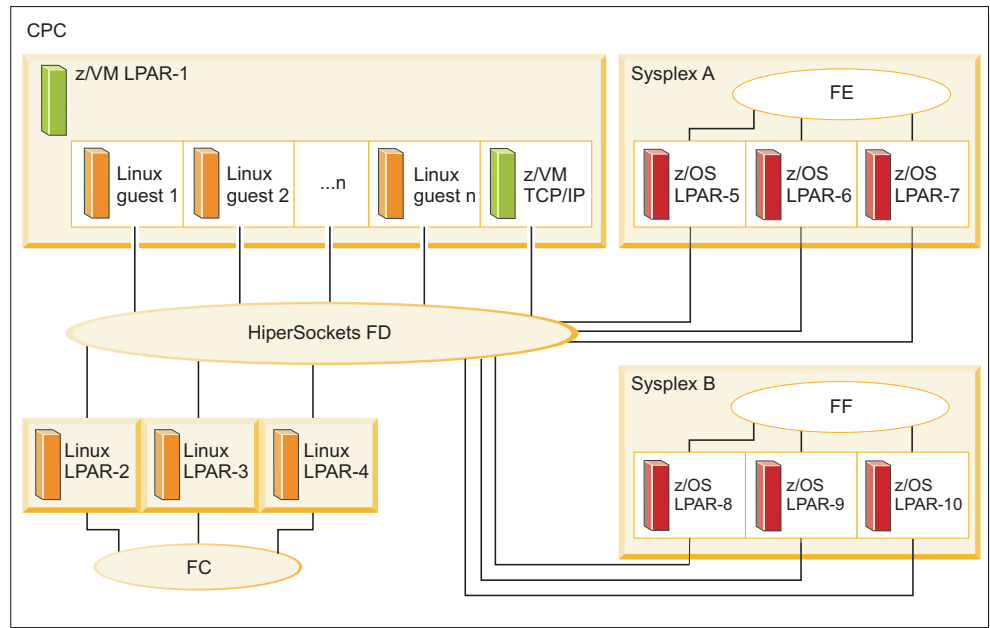 CPC
z/VM LPAR-1
Linux
guest 1
Linux
guest 2
...n
Linux
guest n
z/VM
TCP/IP
Sysplex A
FE
z/OS
LPAR-5
z/OS
LPAR-6
z/OS
LPAR-7
HiperSockets FD
Linux
LPAR-2
Linux
LPAR-3
Linux
LPAR-4
FC
Sysplex B
FF
z/OS
LPAR-8
z/OS
LPAR-9
z/OS
LPAR-10